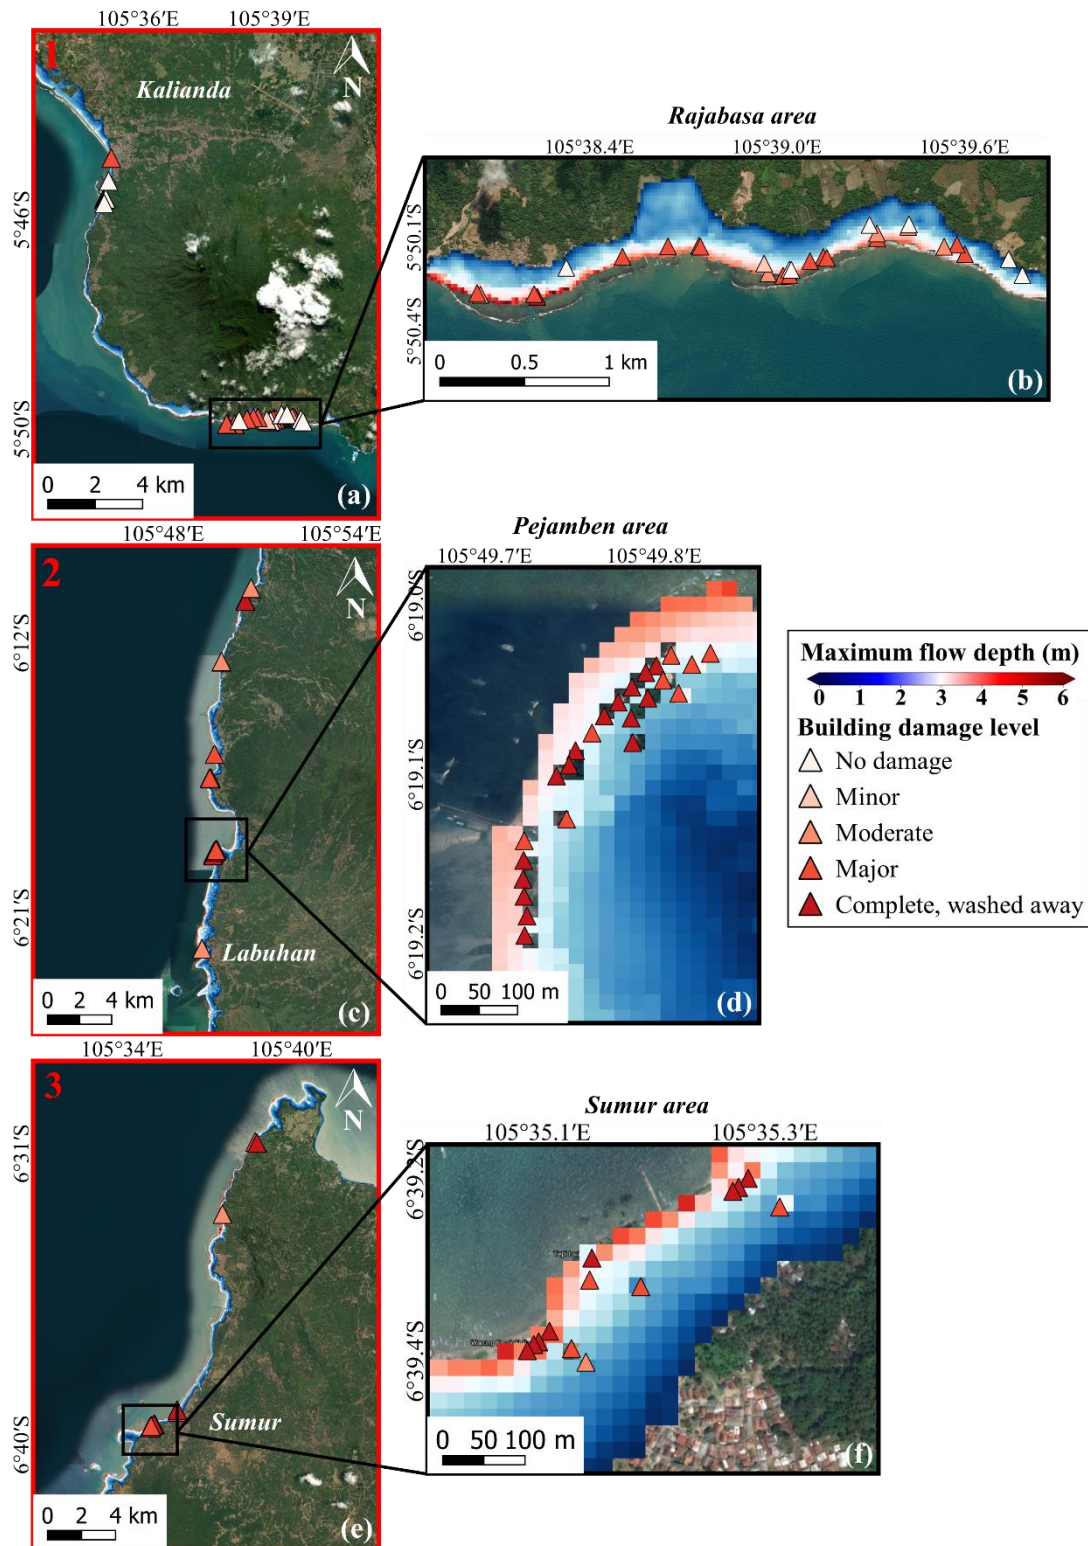 105°36′E 105°39′E
1
Kalianda
N
5°46′S
5°50′S
0 2 4 km
(a)
Rajabasa area
105°38.4′E 105°39.0′E 105°39.6′E
5°50.1′S
5°50.4′S
0 0.5 1 km
(b)
105°48′E 105°54′E
2
N
6°12′S
6°21′S
Labuhan
0 2 4 km
(c)
Pejamben area
105°49.7′E 105°49.8′E
6°19.0′S
6°19.1′S
6°19.2′S
0 50 100 m
(d)
Maximum flow depth (m)
0 1 2 3 4 5 6
Building damage level
No damage
Minor
Moderate
Major
Complete, washed away
105°34′E 105°40′E
3
N
6°31′S
6°40′S
Sumur
0 2 4 km
(e)
Sumur area
105°35.1′E 105°35.3′E
6°39.2′S
6°39.4′S
0 50 100 m
(f)